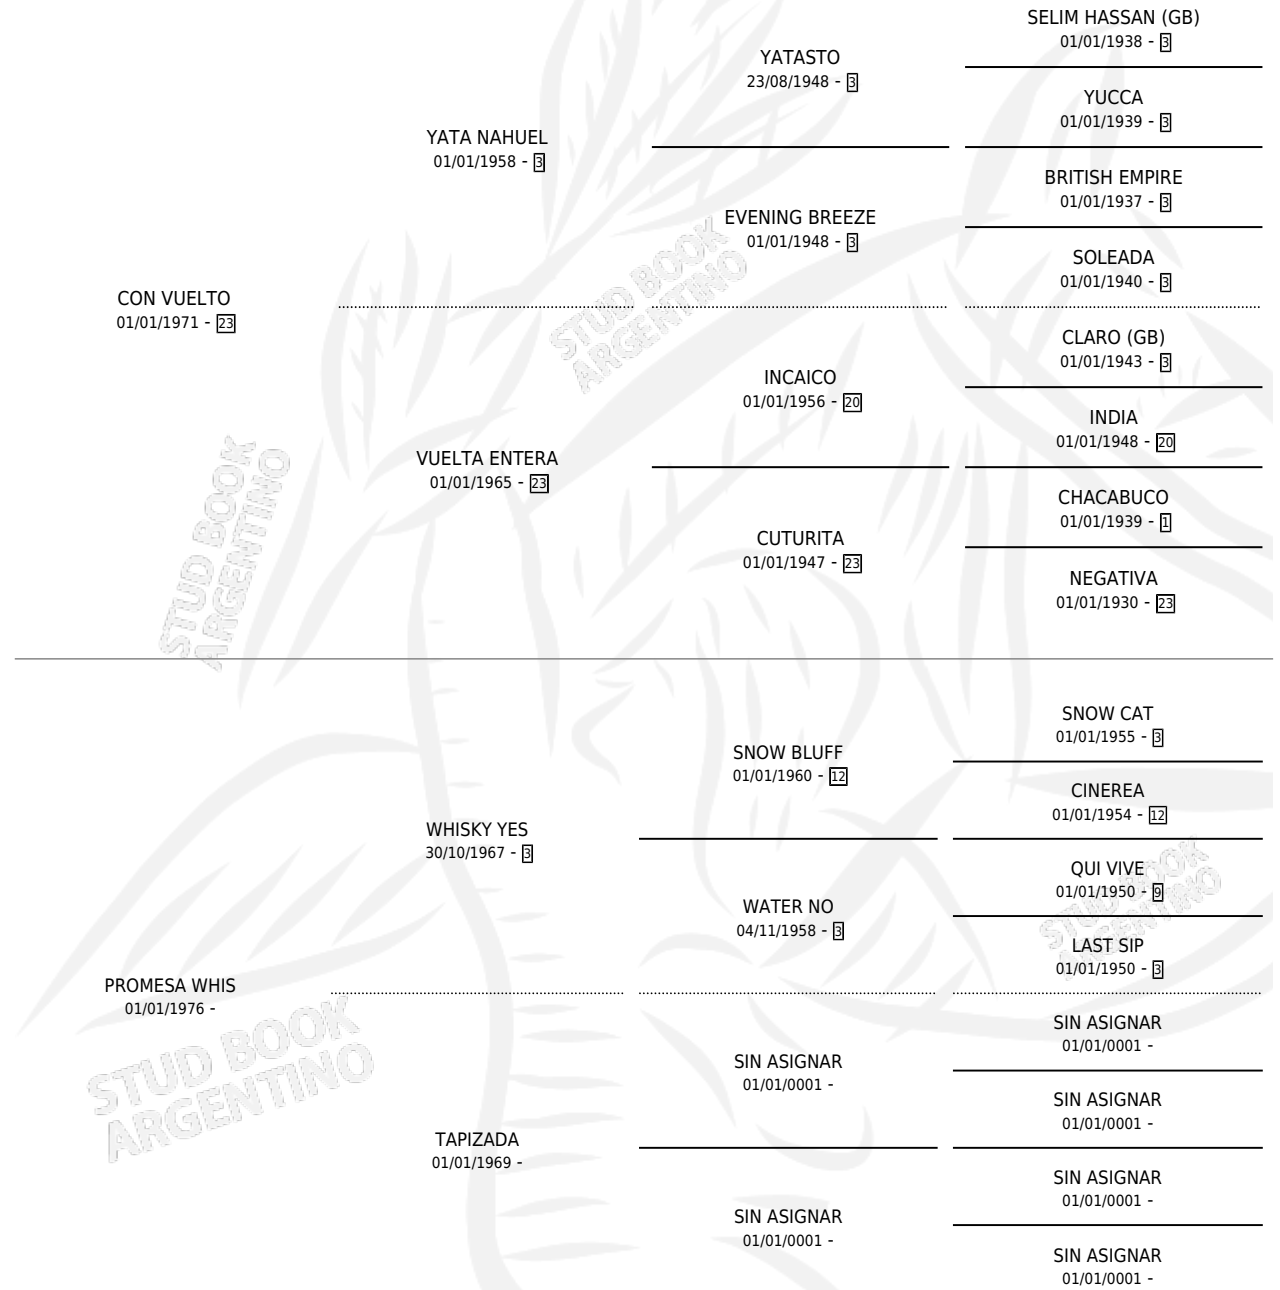 SELIM HASSAN (GB)
01/01/1938 - 3
YATASTO
23/08/1948 - 3
YUCCA
01/01/1939 - 3
YATA NAHUEL
01/01/1958 - 3
BRITISH EMPIRE
01/01/1937 - 3
EVENING BREEZE
01/01/1948 - 3
SOLEADA
01/01/1940 - 3
CON VUELTO
01/01/1971 - 23
CLARO (GB)
01/01/1943 - 3
INCAICO
01/01/1956 - 20
INDIA
01/01/1948 - 20
VUELTA ENTERA
01/01/1965 - 23
CHACABUCO
01/01/1939 - 1
CUTURITA
01/01/1947 - 23
NEGATIVA
01/01/1930 - 23
SNOW CAT
01/01/1955 - 3
SNOW BLUFF
01/01/1960 - 12
CINEREA
01/01/1954 - 12
WHISKY YES
30/10/1967 - 3
QUI VIVE
01/01/1950 - 9
WATER NO
04/11/1958 - 3
LAST SIP
01/01/1950 - 3
PROMESA WHIS
01/01/1976 -
SIN ASIGNAR
01/01/0001 -
SIN ASIGNAR
01/01/0001 -
SIN ASIGNAR
01/01/0001 -
TAPIZADA
01/01/1969 -
SIN ASIGNAR
01/01/0001 -
SIN ASIGNAR
01/01/0001 -
SIN ASIGNAR
01/01/0001 -
STUD BOOK
ARGENTINO
STUD BOOK
ARGENTINO
STUD BOOK
ARGENTINO
STUD BOOK
ARGENTINO